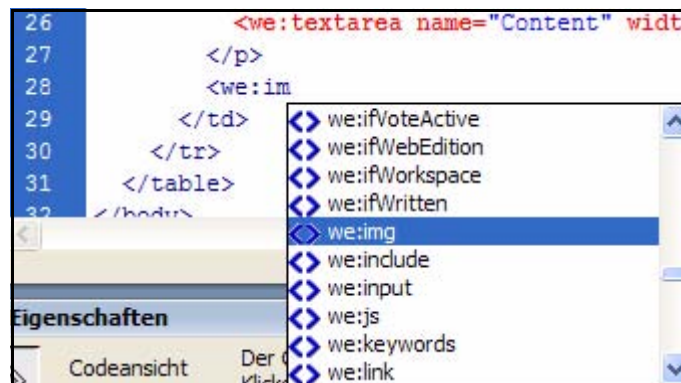 26 <we:textarea name="Content" widt
27 </p>
28 <we:im
29 </td>
30 </tr>
31 </table>
32 </body>
we:ifVoteActive
we:ifWebEdition
we:ifWorkspace
we:ifWritten
we:img
we:include
we:input
we:js
we:keywords
we:link
Eigenschaften
Codeansicht
Der